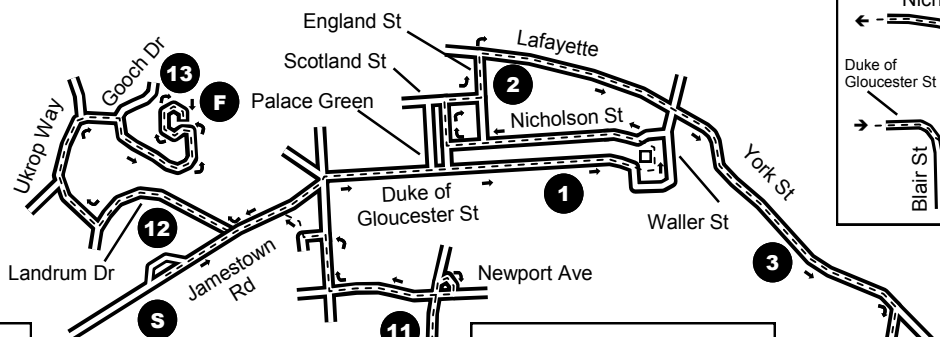 England St
Lafayette
Nich
Gooch Dr
13
Scotland St
2
Duke of
Gloucester St
F
Palace Green
Nicholson St
Ukrop Way
York St
Blair St
Duke of
Gloucester St
1
Waller St
12
3
Landrum Dr
Jamestown
Rd
Newport Ave
S
11